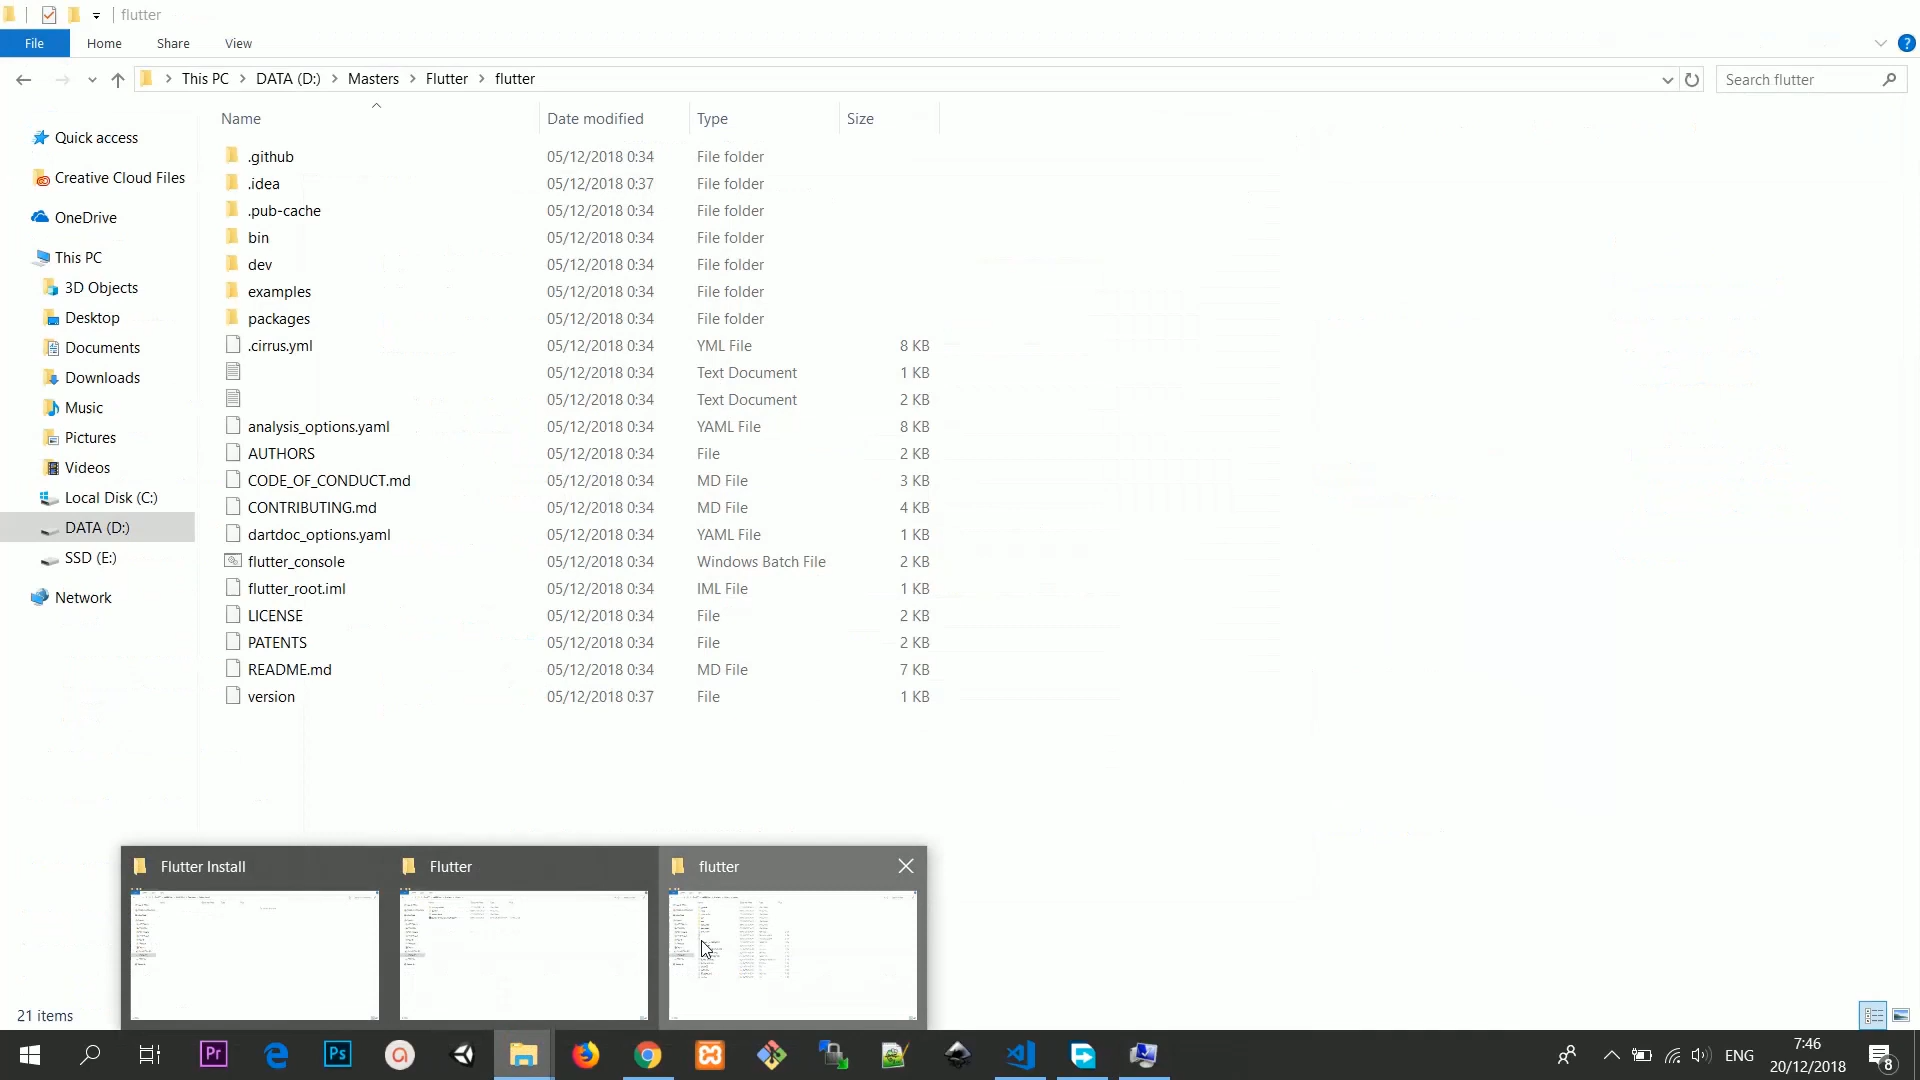 flutter
File Home Share View
This PC DATA (D:) Masters Flutter flutter
Search flutter
Name Date modified Type Size
Quick access
Creative Cloud Files
OneDrive
This PC
3D Objects
Desktop
Documents
Downloads
Music
Pictures
Videos
Local Disk (C:)
DATA (D:)
SSD (E:)
Network
.github 05/12/2018 0:34 File folder
.idea 05/12/2018 0:37 File folder
.pub-cache 05/12/2018 0:34 File folder
bin 05/12/2018 0:34 File folder
dev 05/12/2018 0:34 File folder
examples 05/12/2018 0:34 File folder
packages 05/12/2018 0:34 File folder
.cirrus.yml 05/12/2018 0:34 YML File 8 KB
05/12/2018 0:34 Text Document 1 KB
05/12/2018 0:34 Text Document 2 KB
analysis_options.yaml 05/12/2018 0:34 YAML File 8 KB
AUTHORS 05/12/2018 0:34 File 2 KB
CODE_OF_CONDUCT.md 05/12/2018 0:34 MD File 3 KB
CONTRIBUTING.md 05/12/2018 0:34 MD File 4 KB
dartdoc_options.yaml 05/12/2018 0:34 YAML File 1 KB
flutter_console 05/12/2018 0:34 Windows Batch File 2 KB
flutter_root.iml 05/12/2018 0:34 IML File 1 KB
LICENSE 05/12/2018 0:34 File 2 KB
PATENTS 05/12/2018 0:34 File 2 KB
README.md 05/12/2018 0:34 MD File 7 KB
version 05/12/2018 0:37 File 1 KB
Flutter Install Flutter flutter
21 items
Pr Ps
ENG
7:46
20/12/2018
8